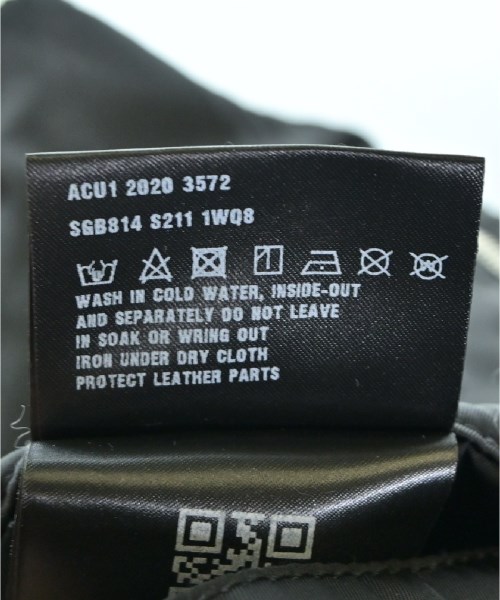 ACU1 2020 3572
SGB814 S211 1WQ8
WASH IN COLD WATER, INSIDE-OUT
AND SEPARATELY DO NOT LEAVE
IN SOAK OR WRING OUT
IRON UNDER DRY CLOTH
PROTECT LEATHER PARTS